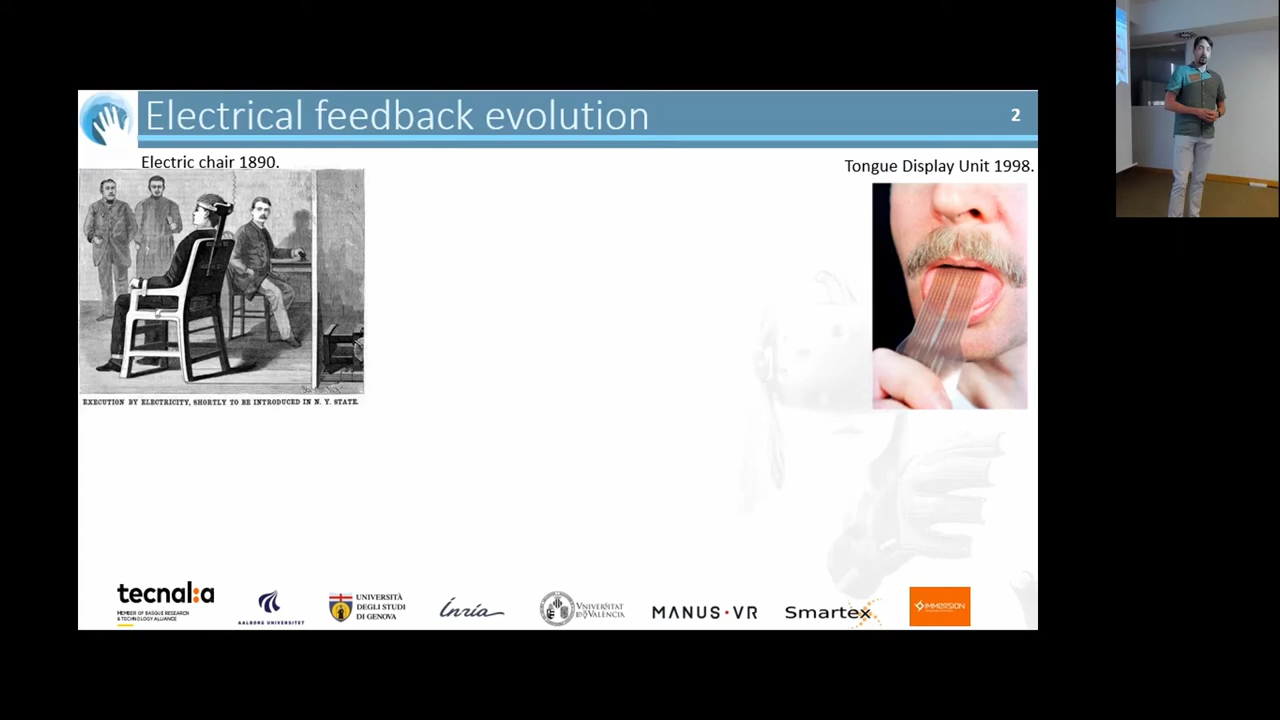 Electrical feedback evolution
2
Electric chair 1890.
Tongue Display Unit 1998.
EXECUTION BY ELECTRICITY, SHORTLY TO BE INTRODUCED IN N. Y. STATE.
tecnal:a
MEMBER OF BASQUE RESEARCH
& TECHNOLOGY ALLIANCE
AALBORG UNIVERSITET
UNIVERSITÀ
DEGLI STUDI
DI GENOVA
Inria
VNIVERSITAT
ID VALÈNCIA
MANUS·VR
Smartex
IMMERSION